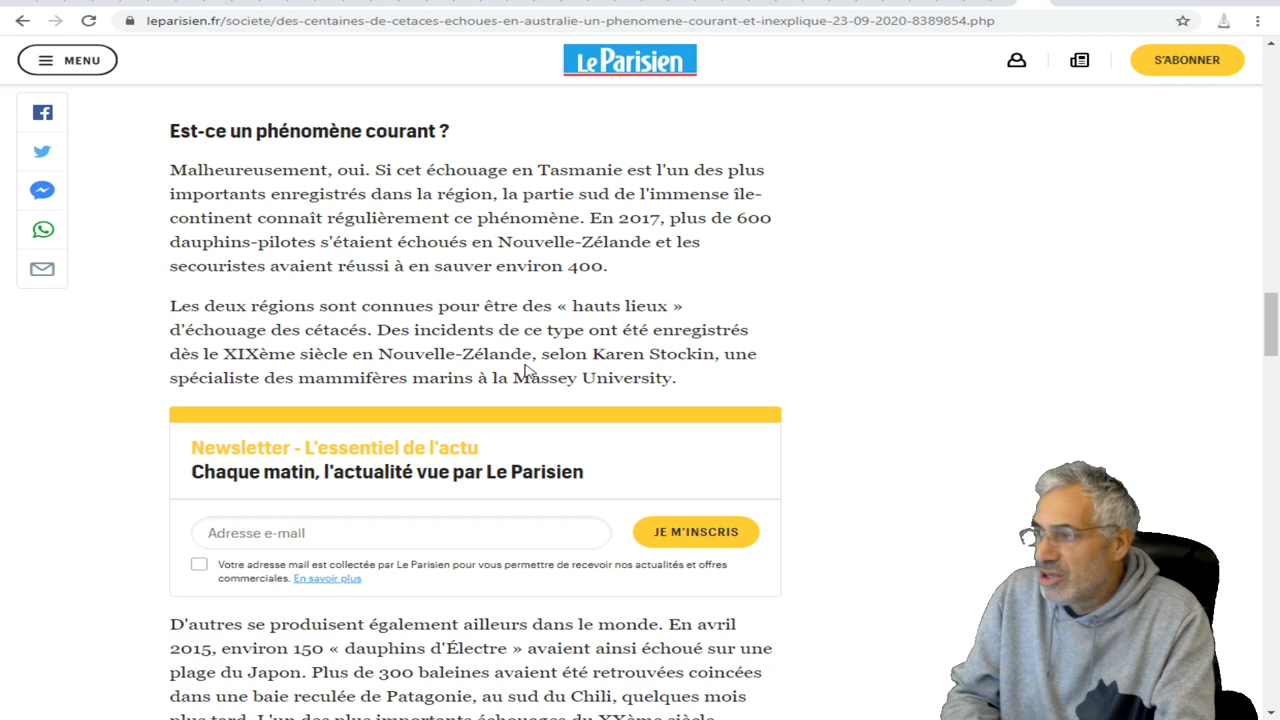 leparisien.fr/societe/des-centaines-de-cetaces-echoues-en-australie-un-phenomene-courant-et-inexplique-23-09-2020-8389854.php
MENU
Le Parisien
S'ABONNER
Est-ce un phénomène courant ?
Malheureusement, oui. Si cet échouage en Tasmanie est l'un des plus
importants enregistrés dans la région, la partie sud de l'immense île-
continent connaît régulièrement ce phénomène. En 2017, plus de 600
dauphins-pilotes s'étaient échoués en Nouvelle-Zélande et les
secouristes avaient réussi à en sauver environ 400.
Les deux régions sont connues pour être des « hauts lieux »
d'échouage des cétacés. Des incidents de ce type ont été enregistrés
dès le XIXème siècle en Nouvelle-Zélande, selon Karen Stockin, une
spécialiste des mammifères marins à la Massey University.
Newsletter - L'essentiel de l'actu
Chaque matin, l'actualité vue par Le Parisien
Adresse e-mail
JE M'INSCRIS
Votre adresse mail est collectée par Le Parisien pour vous permettre de recevoir nos actualités et offres
commerciales. En savoir plus
D'autres se produisent également ailleurs dans le monde. En avril
2015, environ 150 « dauphins d'Électre » avaient ainsi échoué sur une
plage du Japon. Plus de 300 baleines avaient été retrouvées coincées
dans une baie reculée de Patagonie, au sud du Chili, quelques mois
plus tard. L'un des plus importants échouages du XXème siècle